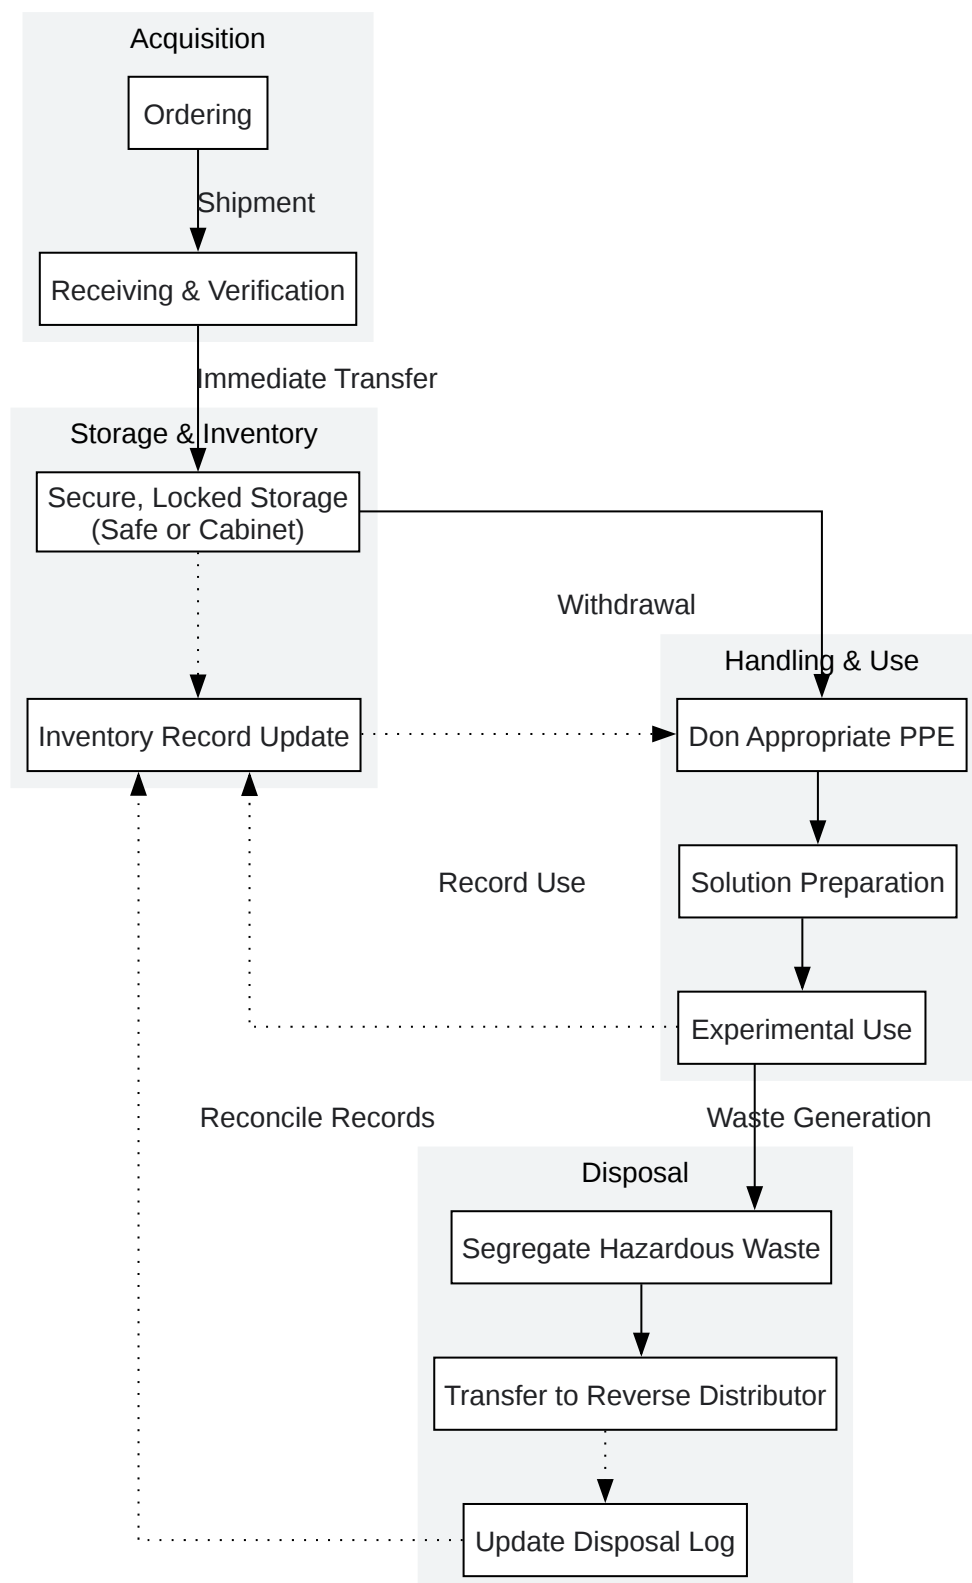 Acquisition
Ordering
Shipment
Receiving & Verification
Immediate Transfer
Storage & Inventory
Secure, Locked Storage
(Safe or Cabinet)
Withdrawal
Handling & Use
Inventory Record Update
Don Appropriate PPE
Record Use
Solution Preparation
Experimental Use
Reconcile Records
Waste Generation
Disposal
Segregate Hazardous Waste
Transfer to Reverse Distributor
Update Disposal Log